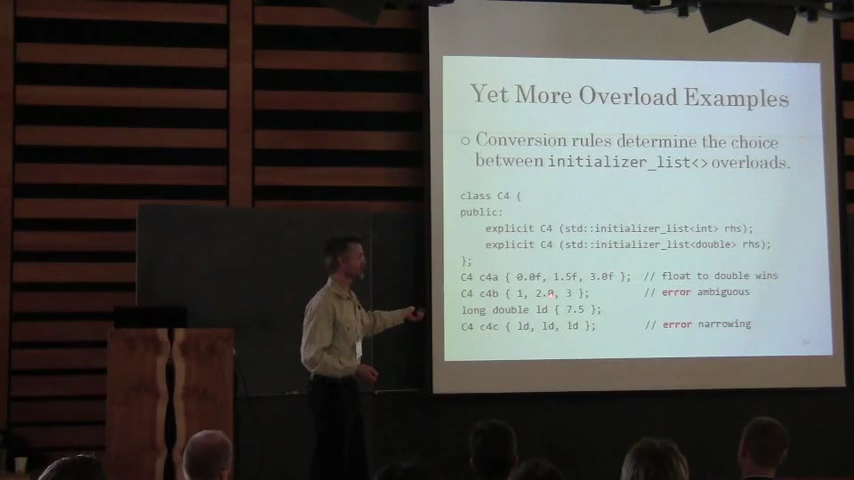 Yet More Overload Examples
Conversion rules determine the choice
between initializer_list<> overloads.
class C4 {
public:
explicit C4 (std::initializer_list<int> rhs);
explicit C4 (std::initializer_list<double> rhs);
};
C4 c4a { 0.0f, 1.5f, 3.0f }; // float to double wins
C4 c4b { 1, 2.0, 3 }; // error ambiguous
long double ld { 7.5 };
C4 c4c { ld, ld, ld }; // error narrowing